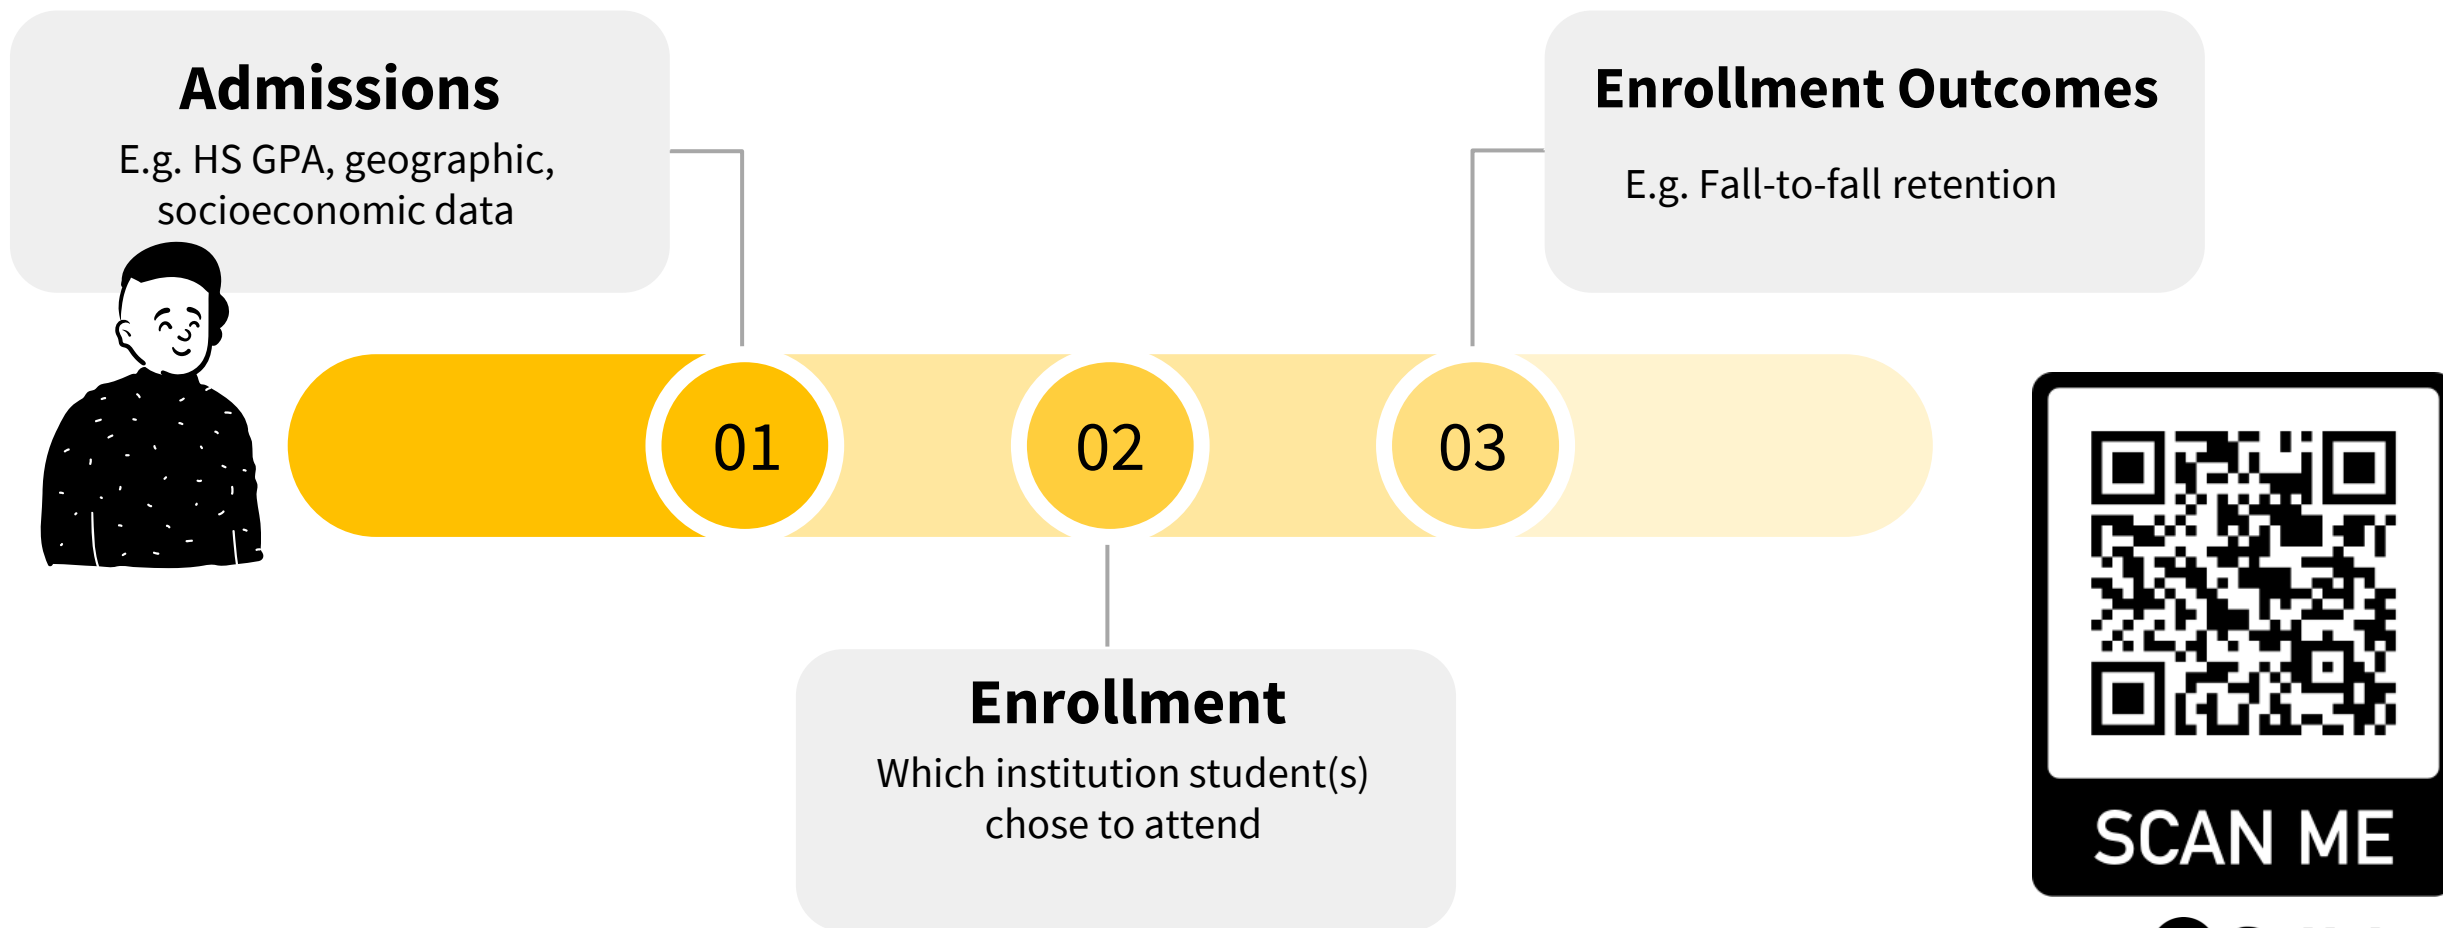 Admissions
E.g. HS GPA, geographic,
socioeconomic data
Enrollment Outcomes
E.g. Fall-to-fall retention
01
02
03
Enrollment
Which institution student(s)
chose to attend
SCAN ME